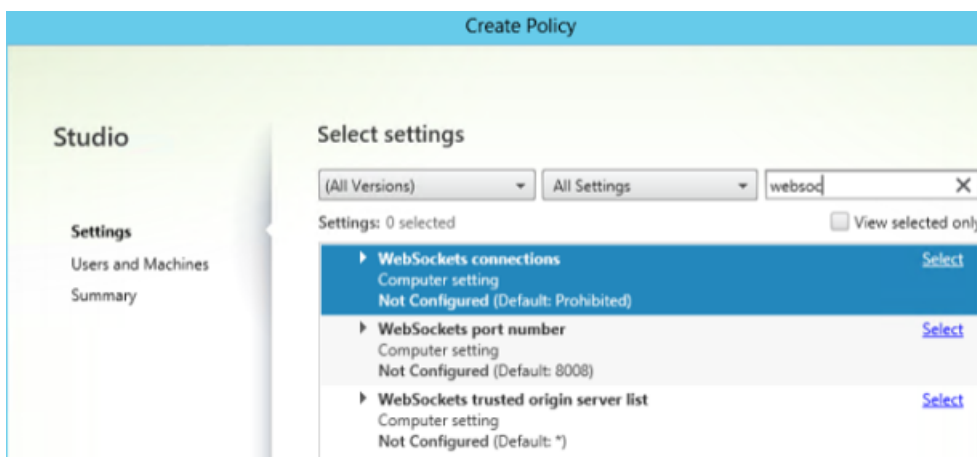 Create Policy
Studio
Settings
Users and Machines
Summary
Select settings
(All Versions)
All Settings
websoc
Settings: 0 selected
View selected only
WebSockets connections
Select
Computer setting
Not Configured (Default: Prohibited)
WebSockets port number
Select
Computer setting
Not Configured (Default: 8008)
WebSockets trusted origin server list
Select
Computer setting
Not Configured (Default: *)